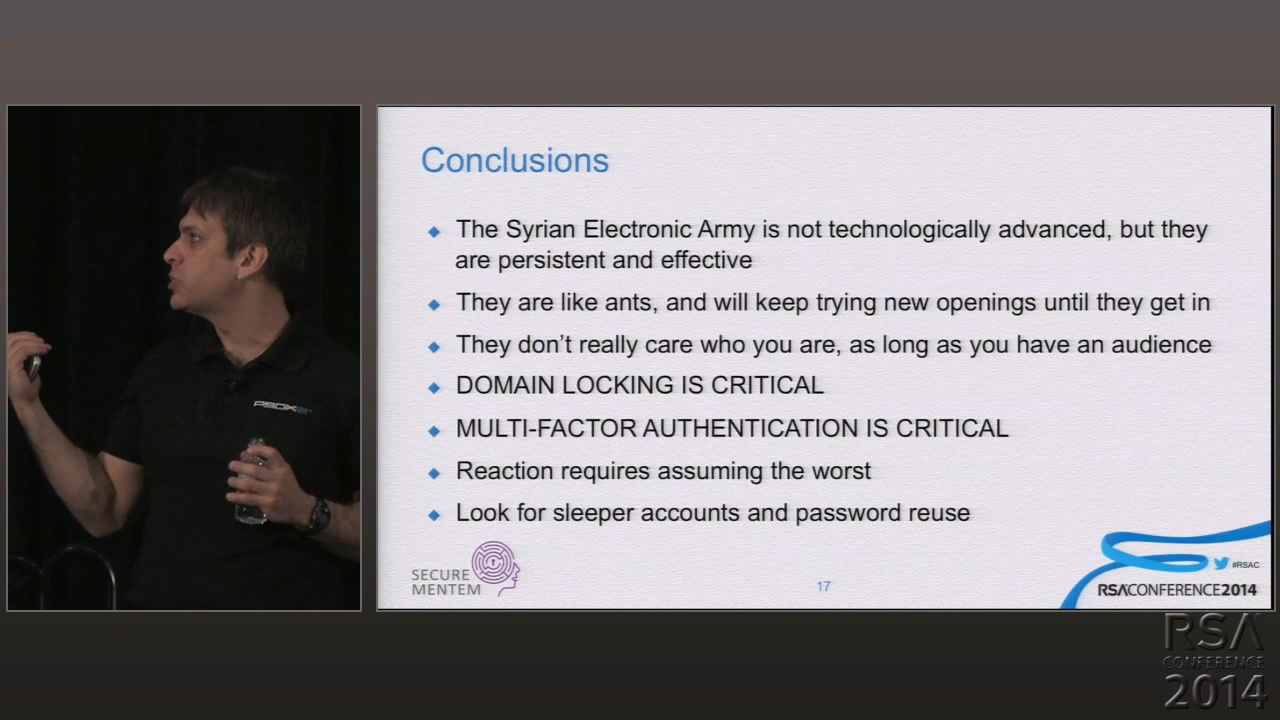 Conclusions
The Syrian Electronic Army is not technologically advanced, but they
are persistent and effective
They are like ants, and will keep trying new openings until they get in
They don't really care who you are, as long as you have an audience
DOMAIN LOCKING IS CRITICAL
MULTI-FACTOR AUTHENTICATION IS CRITICAL
Reaction requires assuming the worst
Look for sleeper accounts and password reuse
P90X2
SECURE
MENTEM
17
#RSAC
RSACONFERENCE2014
RSA
CONFERENCE
2014